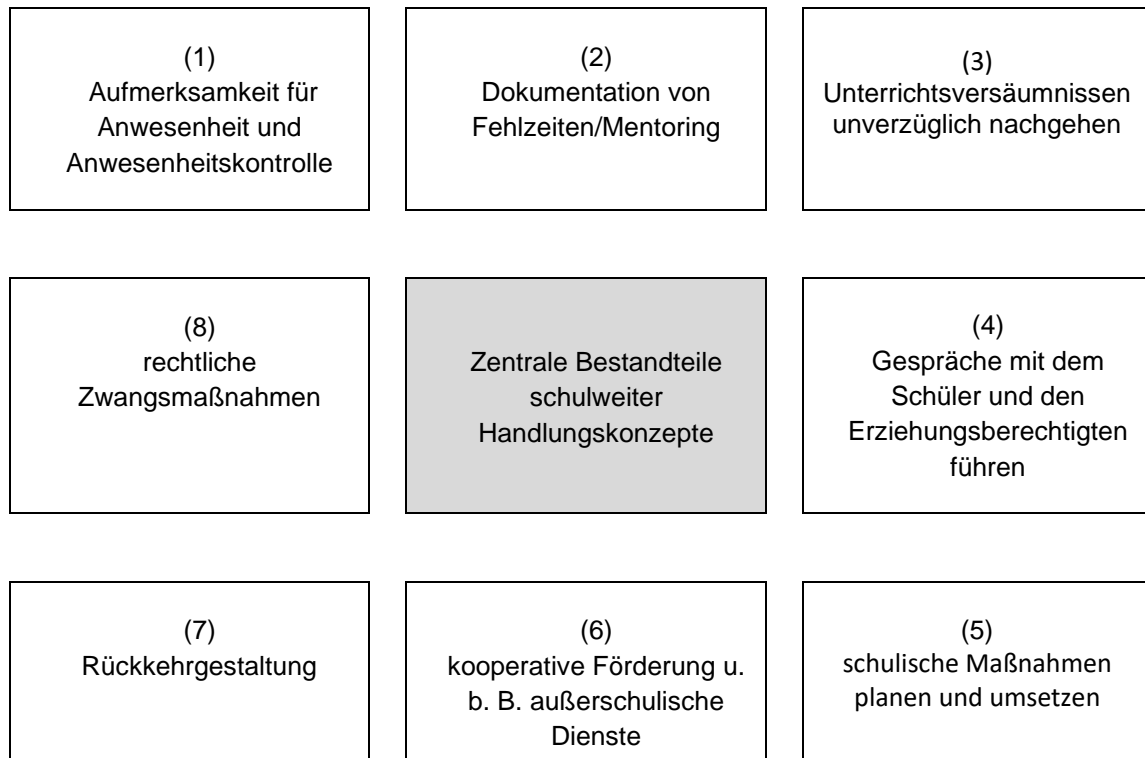 (1)
Aufmerksamkeit für
Anwesenheit und
Anwesenheitskontrolle
(2)
Dokumentation von
Fehlzeiten/Mentoring
(3)
Unterrichtsversäumnissen
unverzüglich nachgehen
(8)
rechtliche
Zwangsmaßnahmen
Zentrale Bestandteile
schulweiter
Handlungskonzepte
(4)
Gespräche mit dem
Schüler und den
Erziehungsberechtigten
führen
(7)
Rückkehrgestaltung
(6)
kooperative Förderung u.
b. B. außerschulische
Dienste
(5)
schulische Maßnahmen
planen und umsetzen